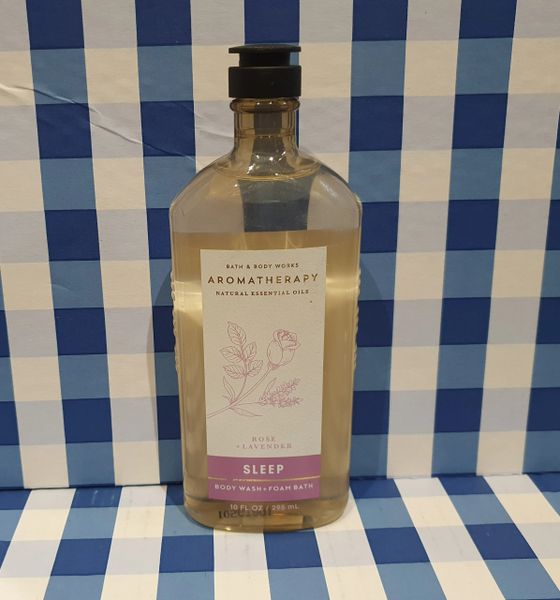 BATH & BODY WORKS
AROMATHERAPY
NATURAL ESSENTIAL OILS
ROSE
+ LAVENDER
SLEEP
BODY WASH + FOAM BATH
10 FL OZ / 295 mL